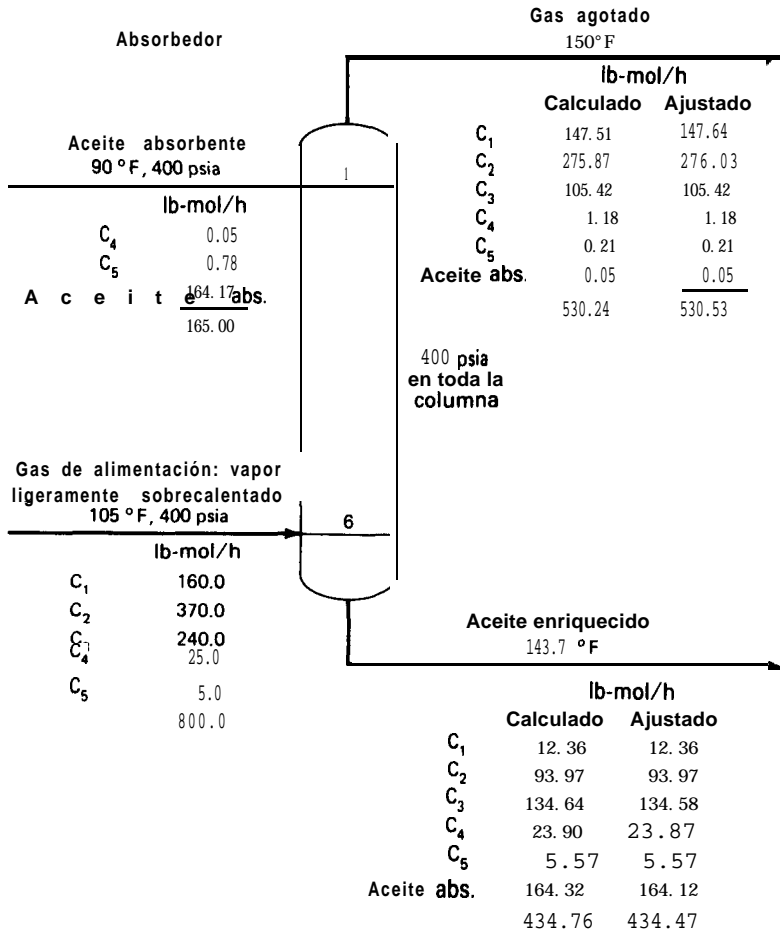 Absorbedor
Gas agotado
150°F
lb-mol/h
Calculado Ajustado
C₁ 147.51 147.64
C₂ 275.87 276.03
C₃ 105.42 105.42
C₄ 1.18 1.18
C₅ 0.21 0.21
Aceite abs. 0.05 0.05
530.24 530.53
Aceite absorbente
90 °F, 400 psia
1
lb-mol/h
C₄ 0.05
C₅ 0.78
Aceite abs. 164.17
165.00
400 psia
en toda la
columna
Gas de alimentación: vapor
ligeramente sobrecalentado
105 °F, 400 psia
6
lb-mol/h
C₁ 160.0
C₂ 370.0
C₃ 240.0
C₄ 25.0
C₅ 5.0
800.0
Aceite enriquecido
143.7 °F
lb-mol/h
Calculado Ajustado
C₁ 12.36 12.36
C₂ 93.97 93.97
C₃ 134.64 134.58
C₄ 23.90 23.87
C₅ 5.57 5.57
Aceite abs. 164.32 164.12
434.76 434.47